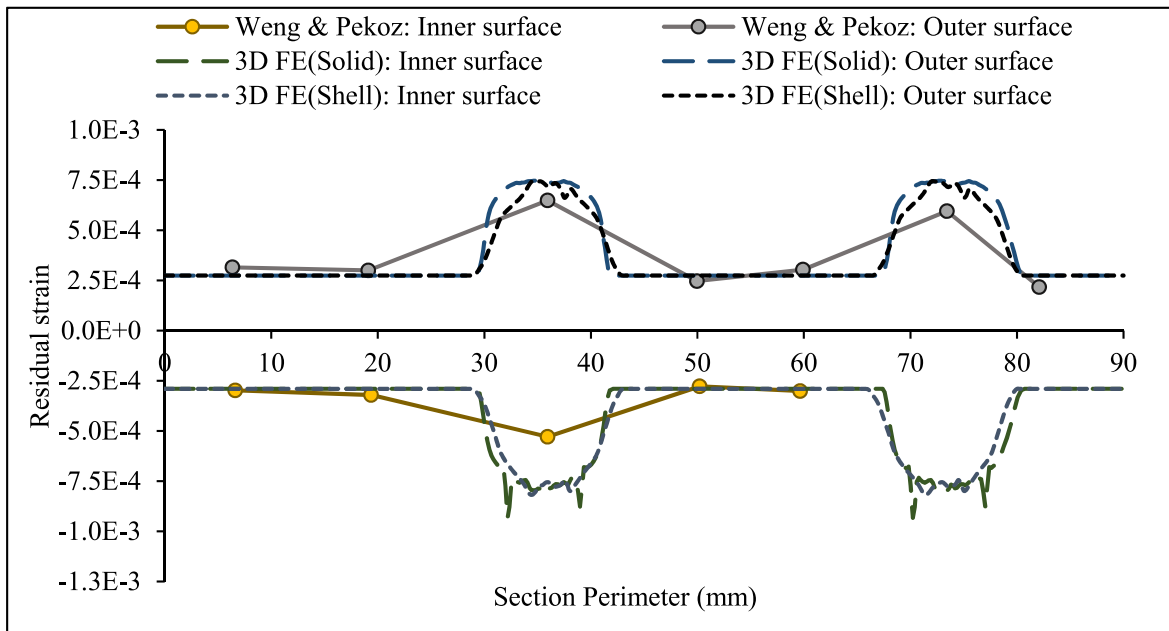 Weng & Pekoz: Inner surface
Weng & Pekoz: Outer surface
3D FE(Solid): Inner surface
3D FE(Solid): Outer surface
3D FE(Shell): Inner surface
3D FE(Shell): Outer surface
1.0E-3
7.5E-4
5.0E-4
2.5E-4
0.0E+0
0 10 20 30 40 50 60 70 80 90
-2.5E-4
-5.0E-4
-7.5E-4
-1.0E-3
-1.3E-3
Residual strain
Section Perimeter (mm)